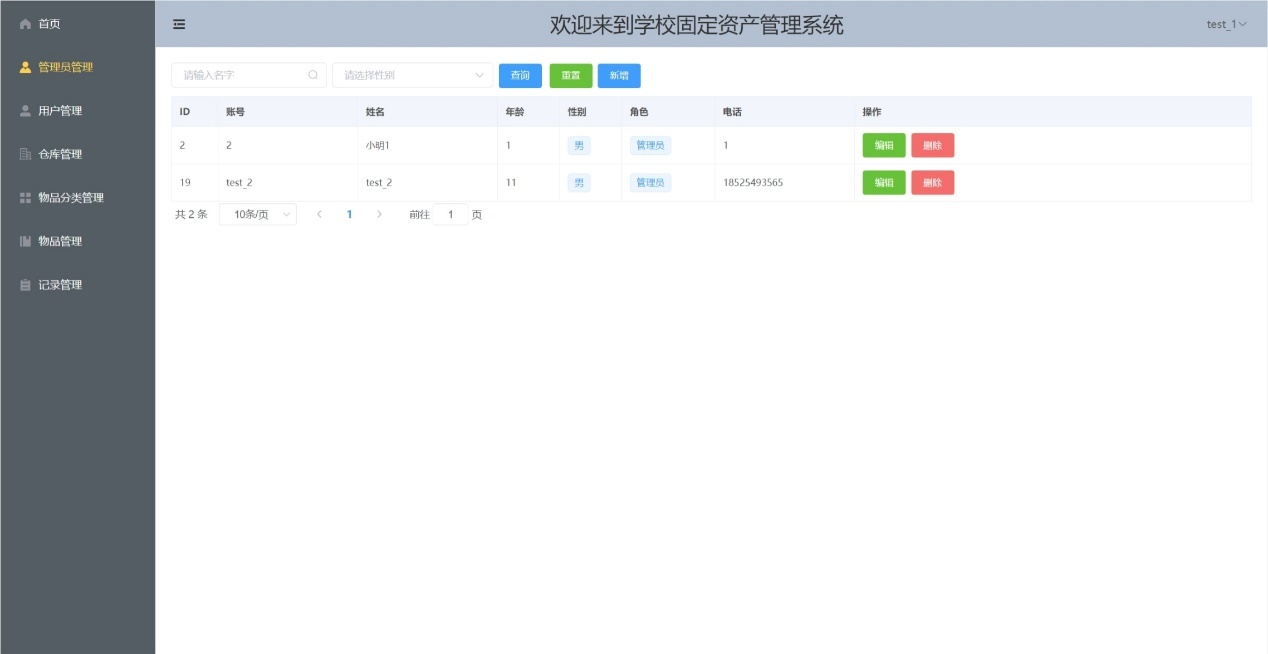 首页
管理员管理
用户管理
仓库管理
物品分类管理
物品管理
记录管理
欢迎来到学校固定资产管理系统
test_1
请输入名字 请选择性别 查询 重置 新增
ID 账号 姓名 年龄 性别 角色 电话 操作
2 2 小明1 1 男 管理员 1 编辑 删除
19 test_2 test_2 11 男 管理员 18525493565 编辑 删除
共 2 条 10条/页 1 前往 1 页